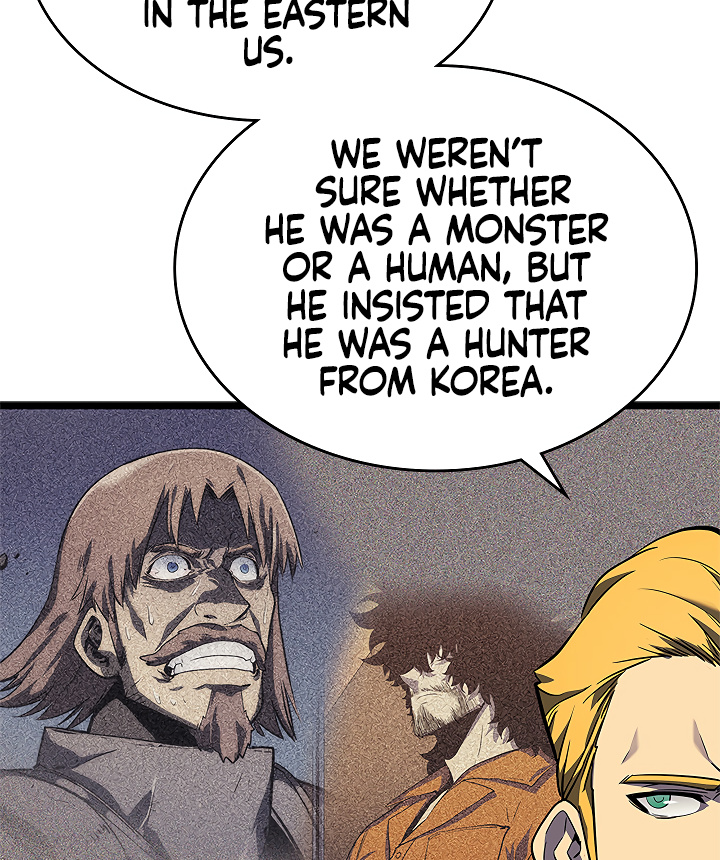 IN THE EASTERN
US.
WE WEREN'T
SURE WHETHER
HE WAS A MONSTER
OR A HUMAN, BUT
HE INSISTED THAT
HE WAS A HUNTER
FROM KOREA.